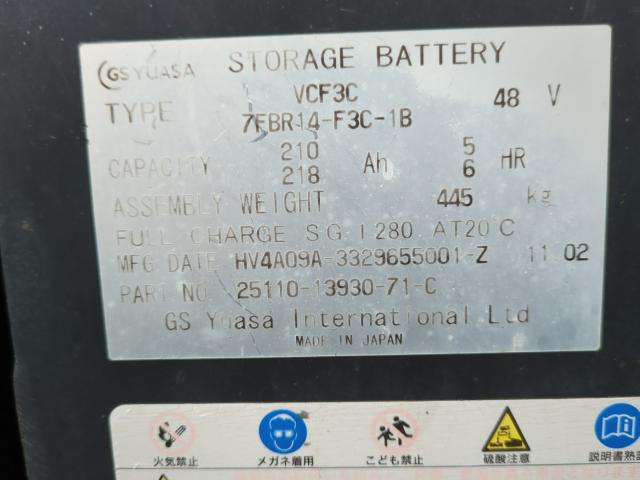 GS YUASA STORAGE BATTERY
TYPE VCF3C 48 V
7FBR14-F3C-1B
CAPACITY 210 Ah 5 HR
218 6
ASSEMBLY WEIGHT 445 kg
FULL CHARGE SG 1 280 AT20°C
MFG DATE HV4A09A-3329655001-Z 11 02
PART NO 25110-13930-71-C
GS Yuasa International Ltd
MADE IN JAPAN
火気禁止 メガネ着用 こども禁止 硫酸注意 説明書熟読